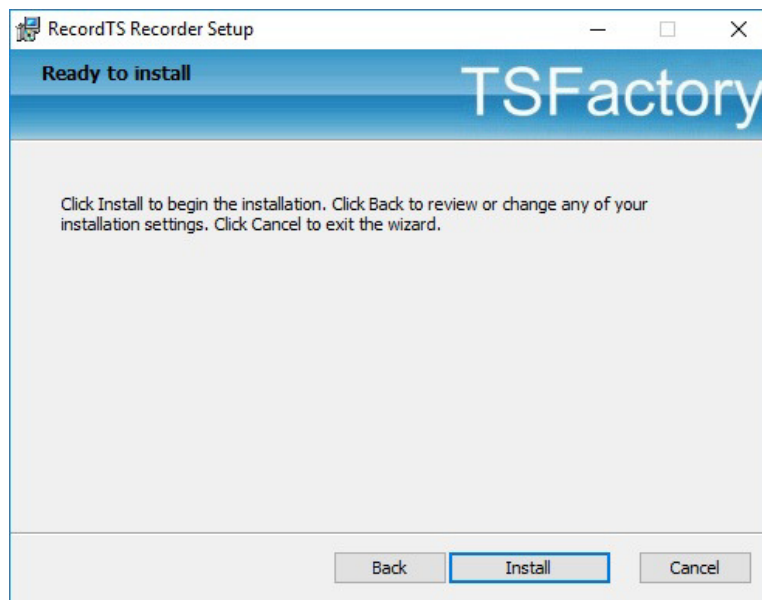 RecordTS Recorder Setup
Ready to install
TSFactory
Click Install to begin the installation. Click Back to review or change any of your
installation settings. Click Cancel to exit the wizard.
Back
Install
Cancel